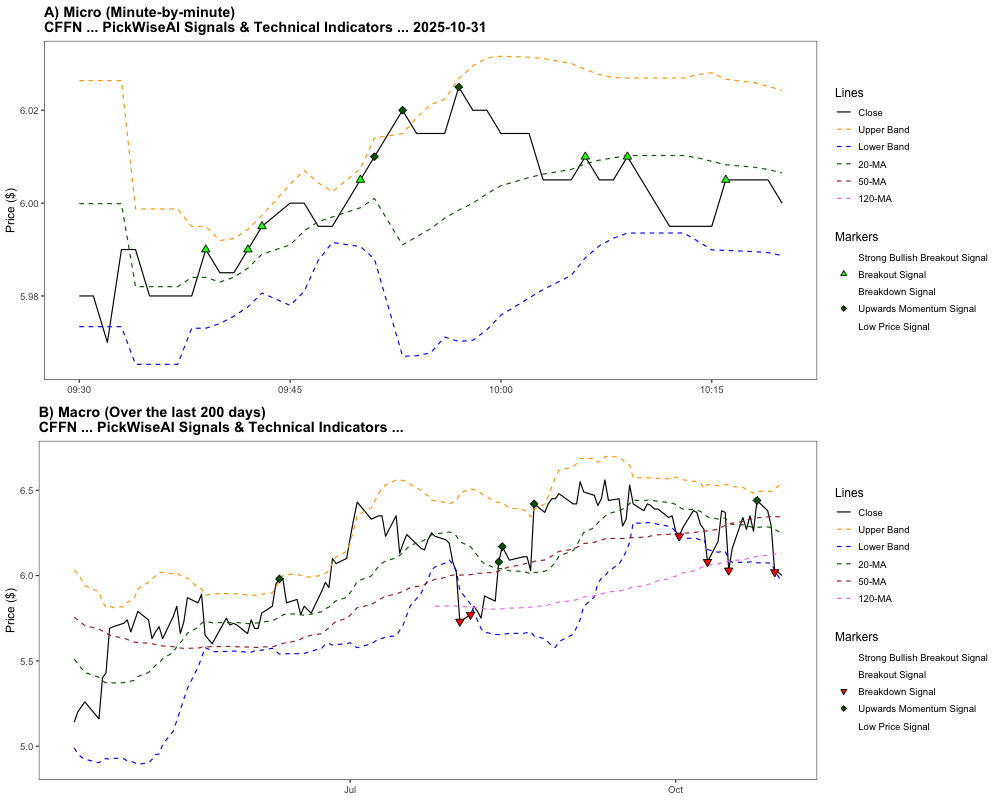 A) Micro (Minute-by-minute)
CFFN ... PickWiseAI Signals & Technical Indicators ... 2025-10-31
Price ($)
6.02
6.00
5.98
09:30
09:45
10:00
10:15
Lines
Close
Upper Band
Lower Band
20-MA
50-MA
120-MA
Markers
Strong Bullish Breakout Signal
Breakout Signal
Breakdown Signal
Upwards Momentum Signal
Low Price Signal
B) Macro (Over the last 200 days)
CFFN ... PickWiseAI Signals & Technical Indicators ...
Price ($)
6.5
6.0
5.5
5.0
Jul
Oct
Lines
Close
Upper Band
Lower Band
20-MA
50-MA
120-MA
Markers
Strong Bullish Breakout Signal
Breakout Signal
Breakdown Signal
Upwards Momentum Signal
Low Price Signal